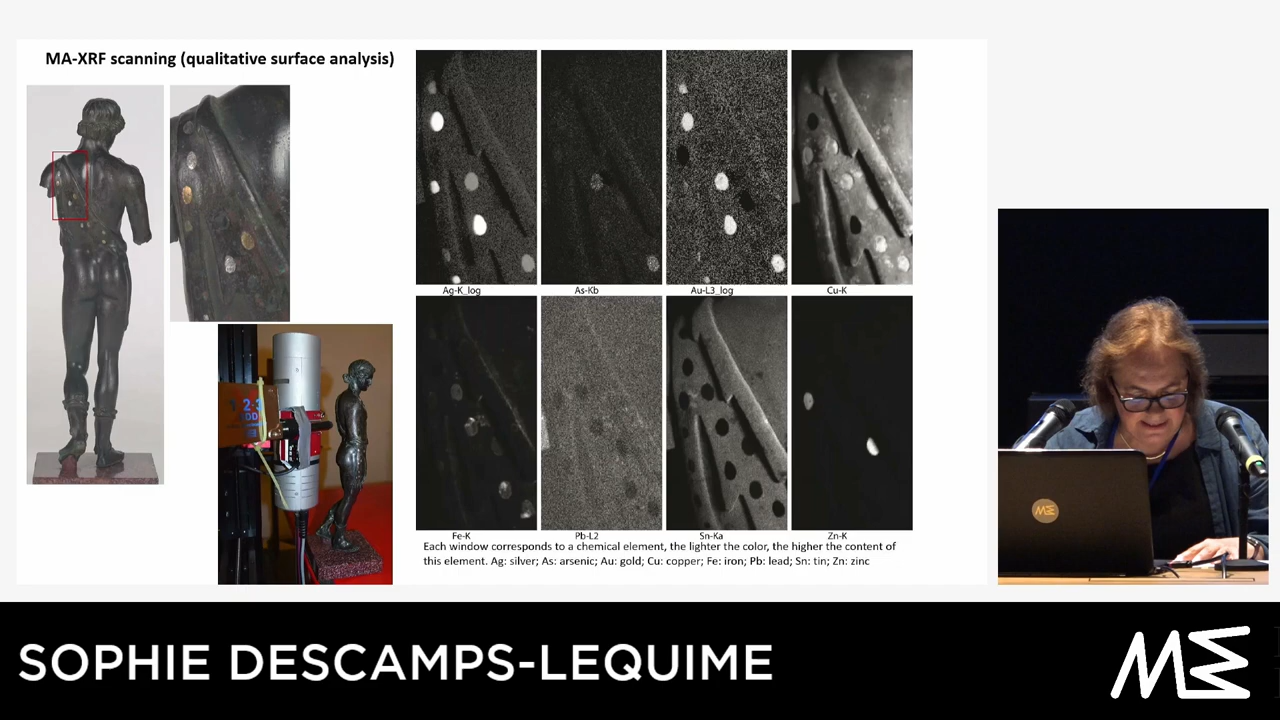 MA-XRF scanning (qualitative surface analysis)
Ag-K_log
As-Kb
Au-L3_log
Cu-K
Fe-K
Pb-L2
Sn-Ka
Zn-K
Each window corresponds to a chemical element, the lighter the color, the higher the content of
this element. Ag: silver; As: arsenic; Au: gold; Cu: copper; Fe: iron; Pb: lead; Sn: tin; Zn: zinc
SOPHIE DESCAMPS-LEQUIME